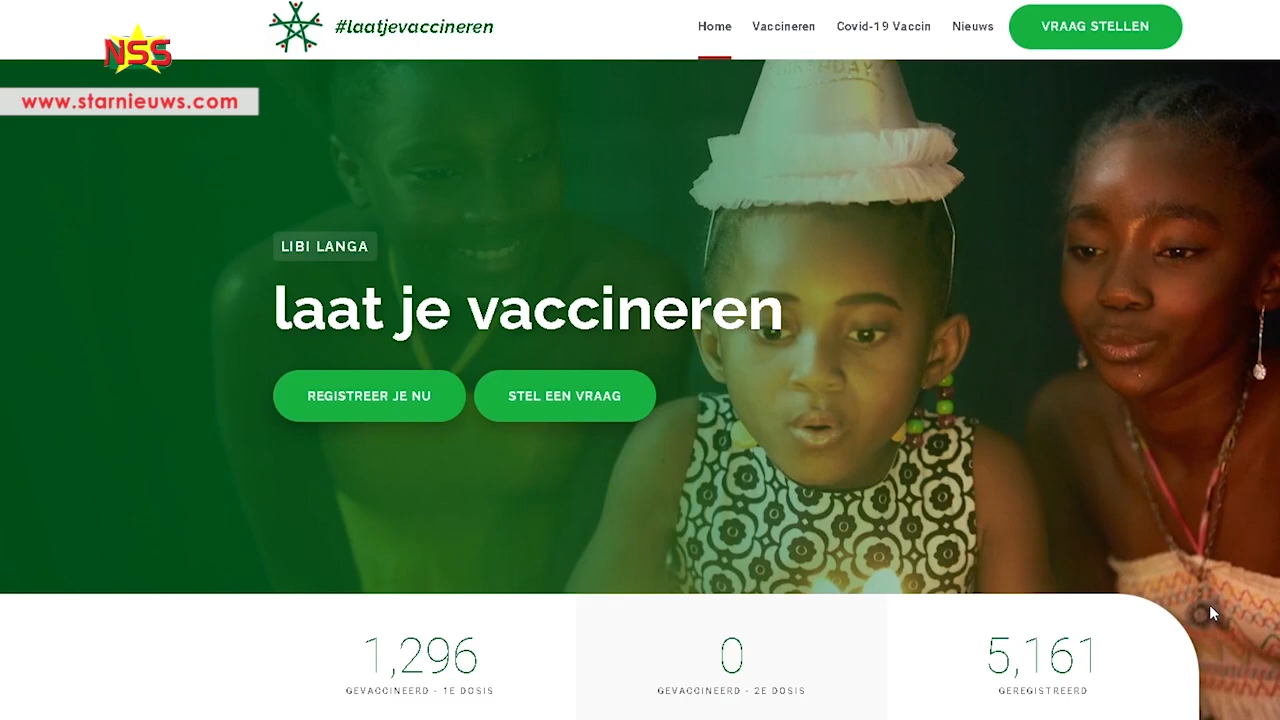 #laatjevaccineren
Home Vaccineren Covid-19 Vaccin Nieuws VRAAG STELLEN
NSS
www.starnieuws.com
LIBI LANGA
laat je vaccineren
REGISTREER JE NU STEL EEN VRAAG
1,296 0 5,161
GEVACCINEERD - 1E DOSIS GEVACCINEERD - 2E DOSIS GEREGISTREERD